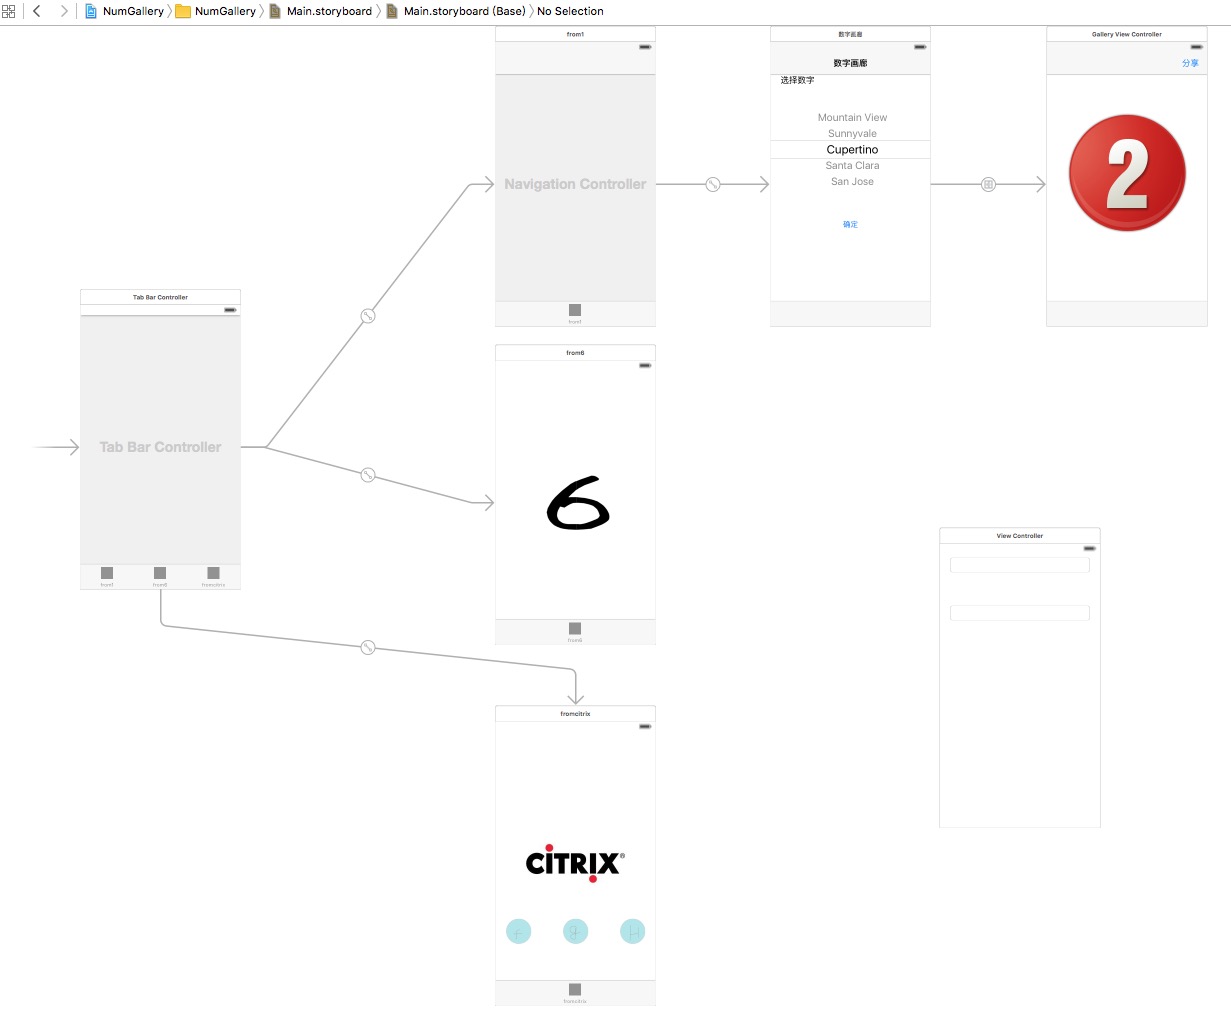 NumGallery NumGallery Main.storyboard Main.storyboard (Base) No Selection
from1
Navigation Controller
from1
数字画廊
数字画廊
选择数字
Mountain View
Sunnyvale
Cupertino
Santa Clara
San Jose
确定
Gallery View Controller
分享
2
Tab Bar Controller
Tab Bar Controller
from1 from6 fromcitrix
from6
6
from6
View Controller
fromcitrix
CITRIX®
fromcitrix